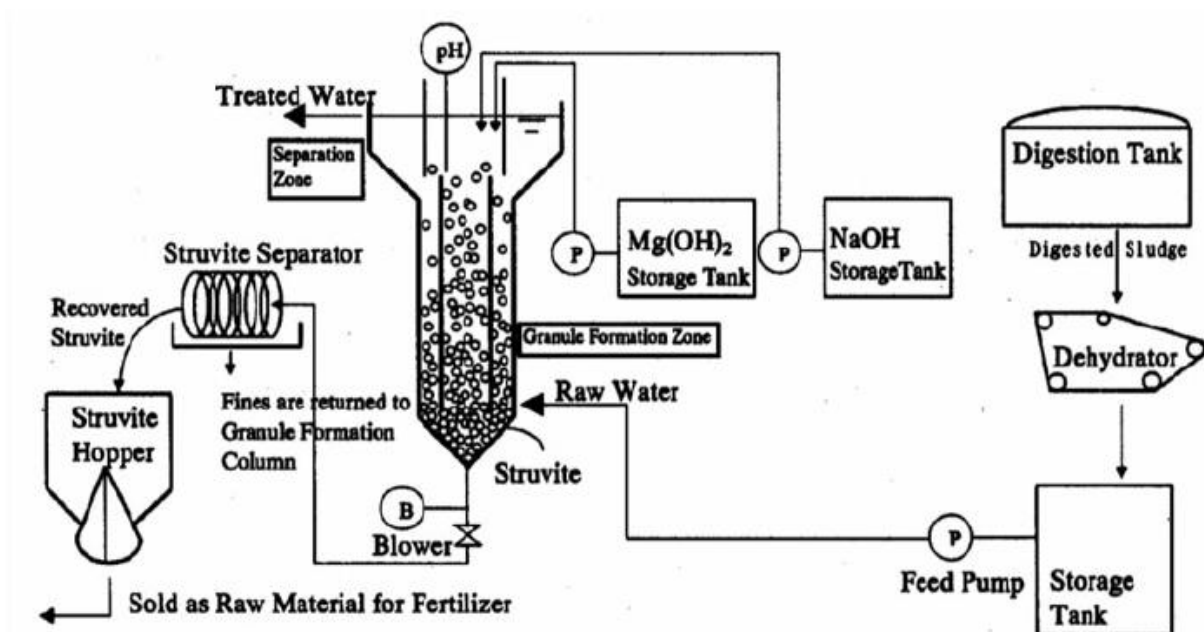 pH
Treated Water
Separation
Zone
Digestion Tank
Mg(OH)₂
Storage Tank
P
NaOH
StorageTank
P
Digested Sludge
Struvite Separator
Recovered
Struvite
Granule Formation Zone
Dehydrator
Raw Water
Fines are returned to
Granule Formation
Column
Struvite
Hopper
Struvite
B
Blower
P
Feed Pump
Storage
Tank
Sold as Raw Material for Fertilizer